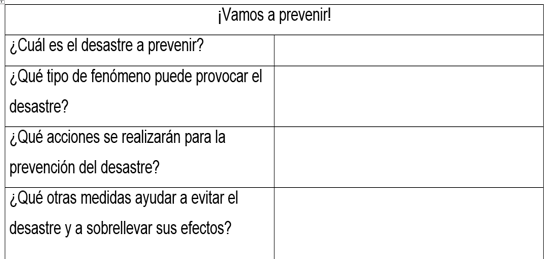 ¡Vamos a prevenir!
¿Cuál es el desastre a prevenir?
¿Qué tipo de fenómeno puede provocar el
desastre?
¿Qué acciones se realizarán para la
prevención del desastre?
¿Qué otras medidas ayudar a evitar el
desastre y a sobrellevar sus efectos?